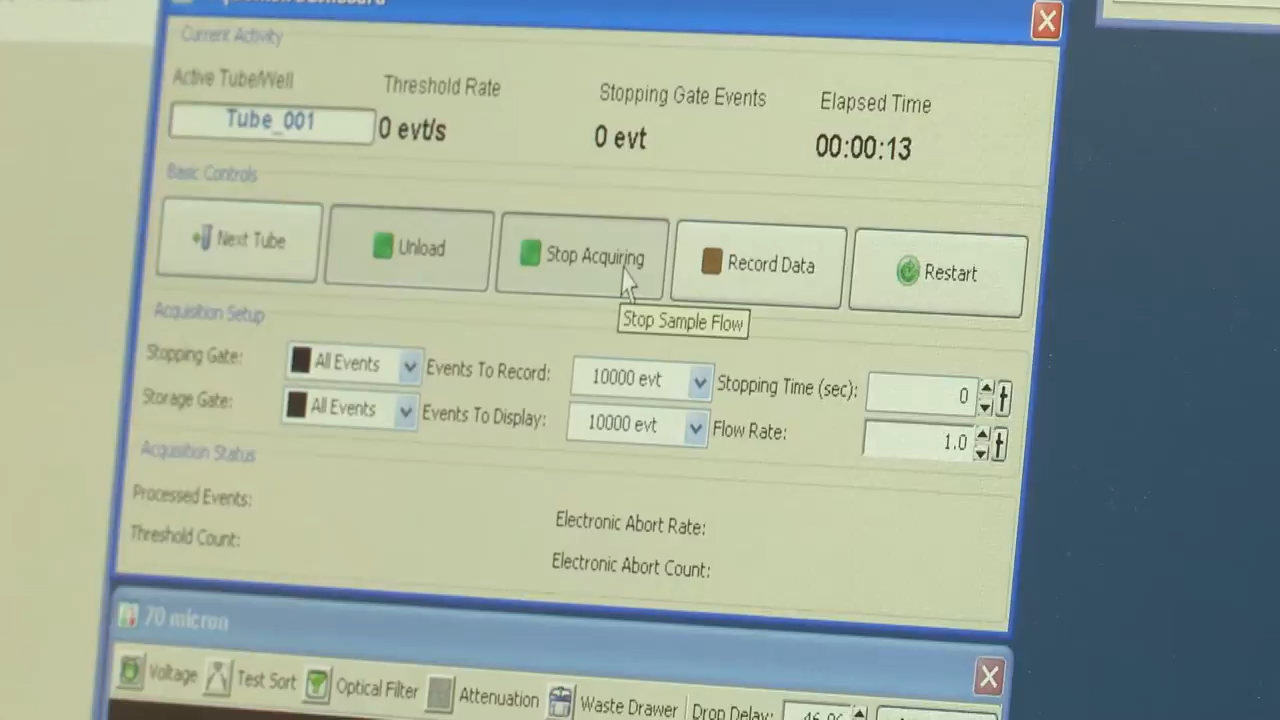 Current Activity
Active Tube/Well Threshold Rate Stopping Gate Events Elapsed Time
Tube_001 0 evt/s 0 evt 00:00:13
Basic Controls
Next Tube Unload Stop Acquiring Record Data Restart
Stop Sample Flow
Acquisition Setup
Stopping Gate: All Events Events To Record: 10000 evt Stopping Time (sec): 0
Storage Gate: All Events Events To Display: 10000 evt Flow Rate: 1.0
Acquisition Status
Processed Events: Electronic Abort Rate:
Threshold Count: Electronic Abort Count:
70 micron
Voltage Test Sort Optical Filter Attenuation Waste Drawer Drop Delay: